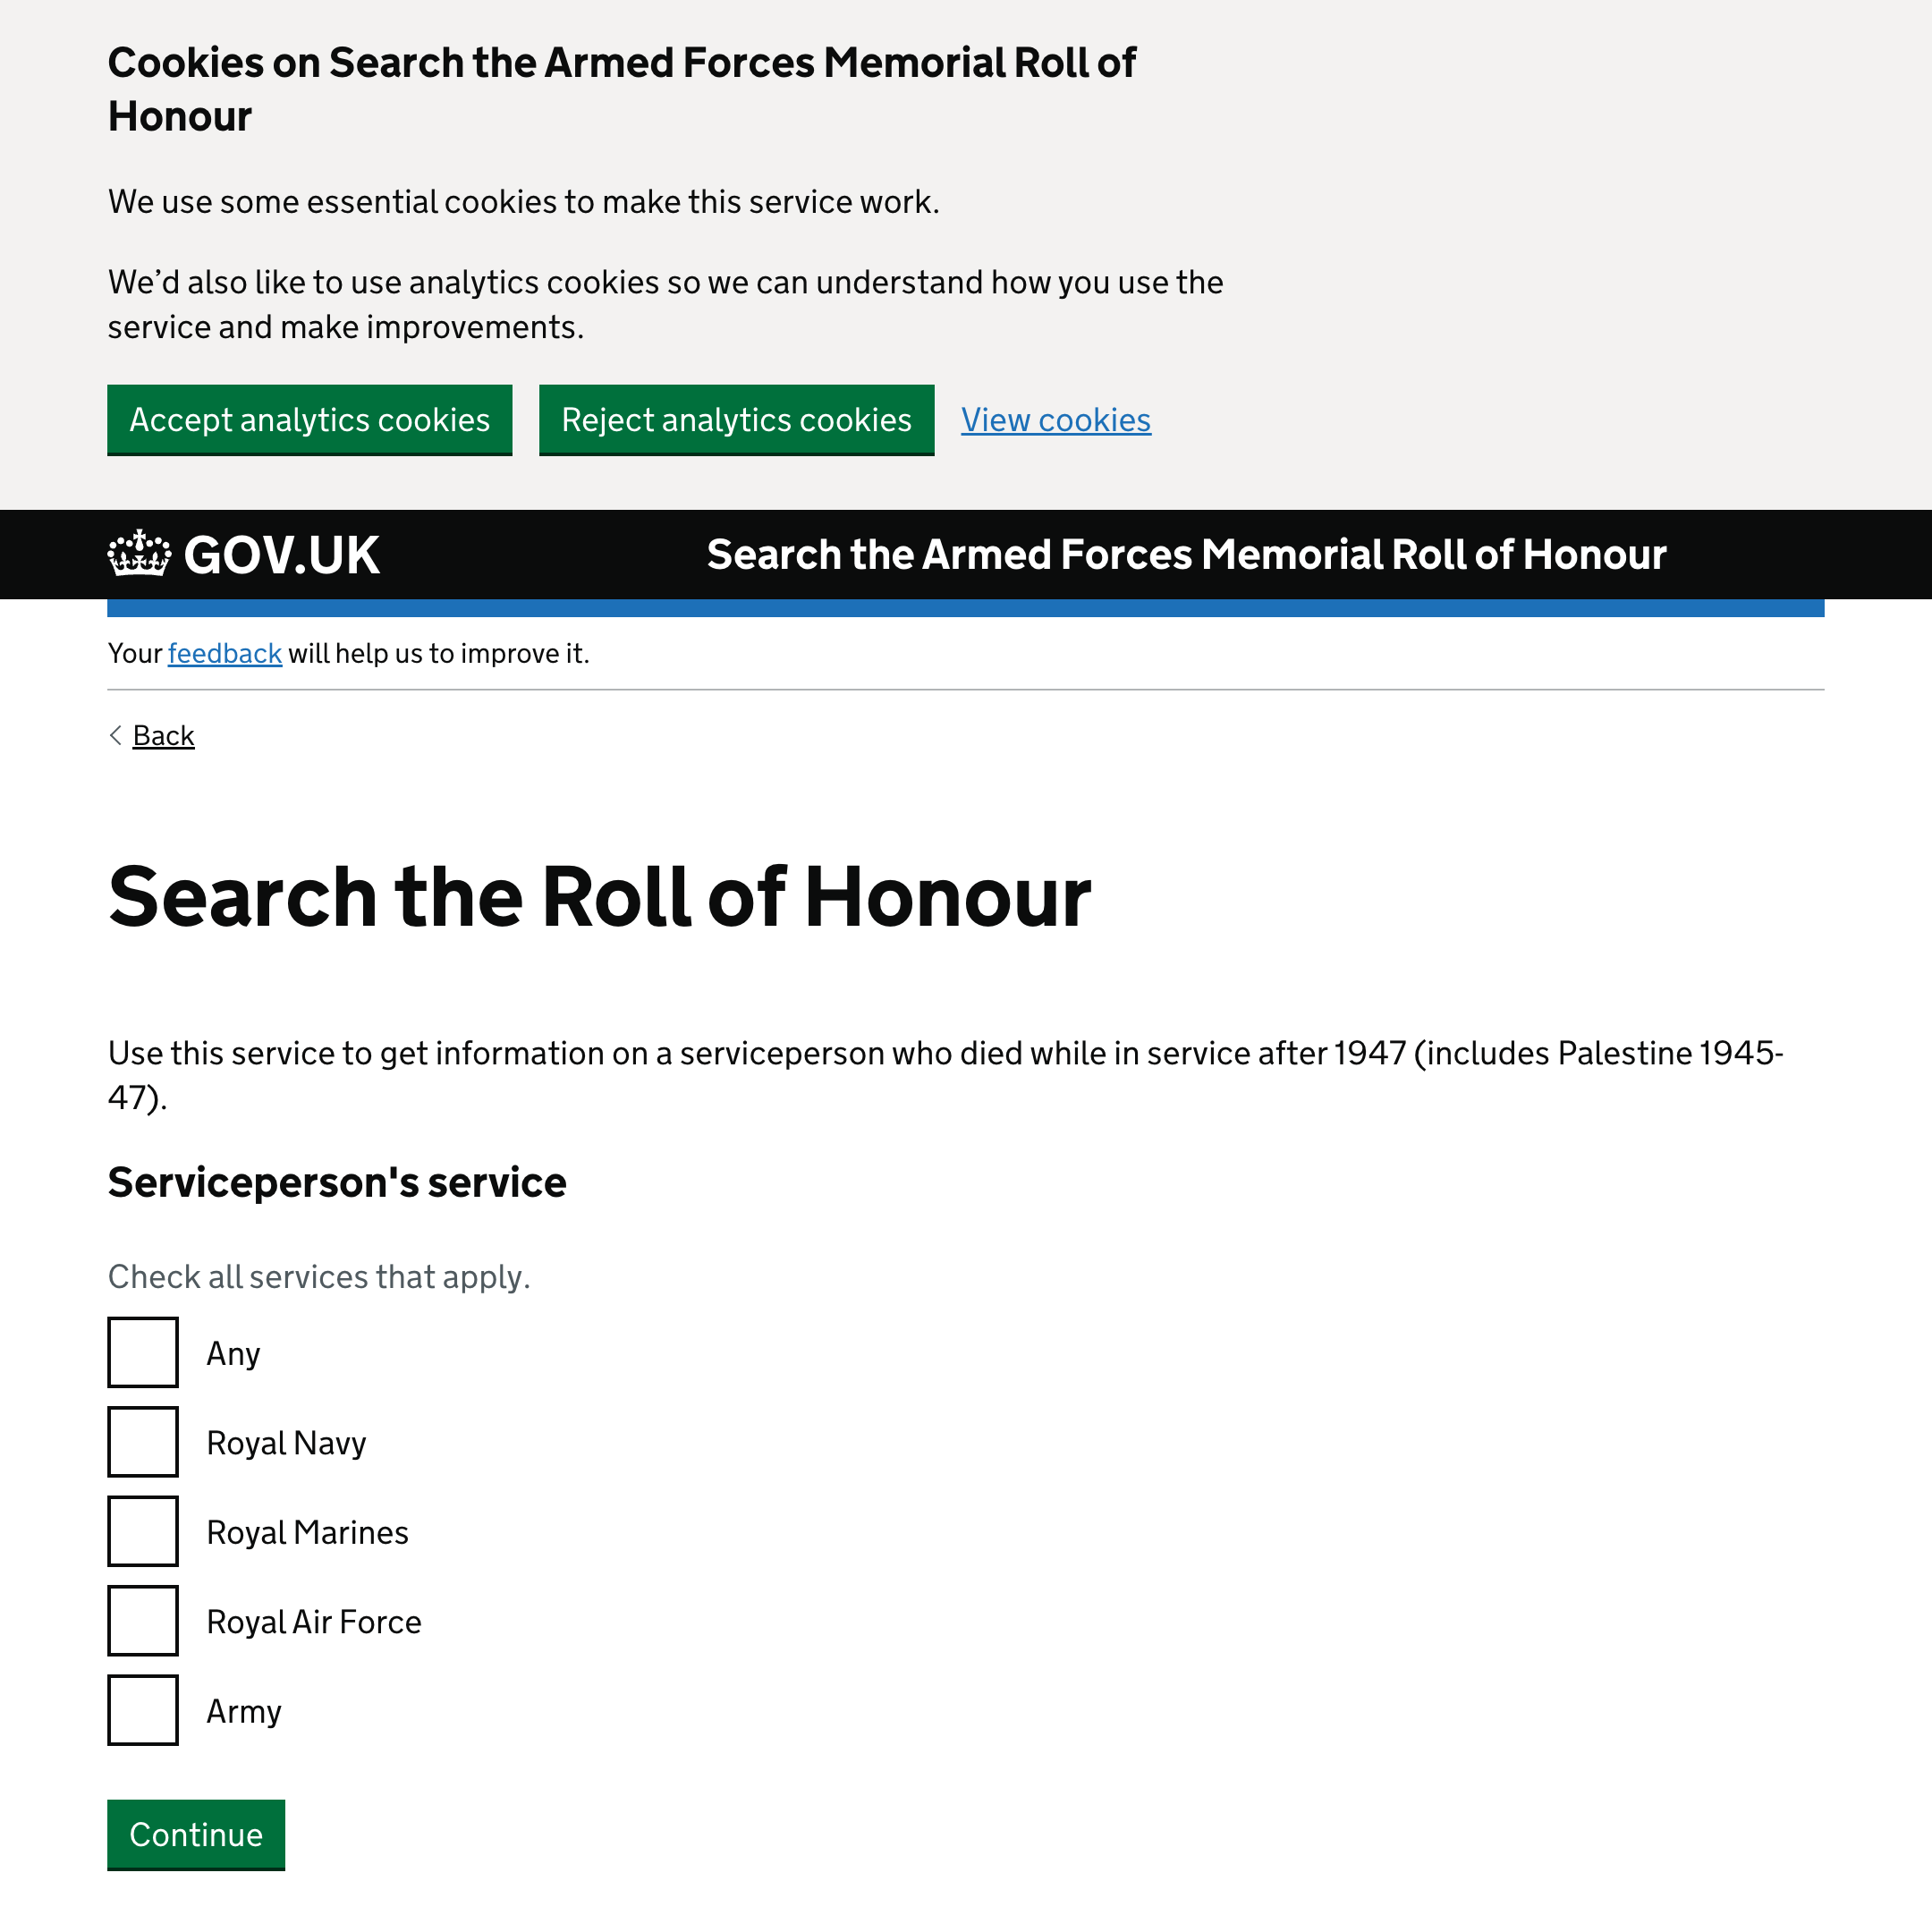 Cookies on Search the Armed Forces Memorial Roll of
Honour
We use some essential cookies to make this service work.
We’d also like to use analytics cookies so we can understand how you use the
service and make improvements.
Accept analytics cookies
Reject analytics cookies
View cookies
GOV.UK
Search the Armed Forces Memorial Roll of Honour
Your feedback will help us to improve it.
Back
Search the Roll of Honour
Use this service to get information on a serviceperson who died while in service after 1947 (includes Palestine 1945-
47).
Serviceperson's service
Check all services that apply.
Any
Royal Navy
Royal Marines
Royal Air Force
Army
Continue